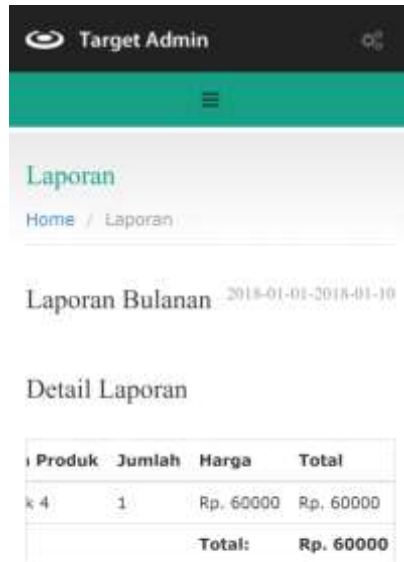 Target Admin
Laporan
Home / Laporan
Laporan Bulanan 2018-01-01-2018-01-10
Detail Laporan
Produk Jumlah Harga Total
4 1 Rp. 60000 Rp. 60000
Total: Rp. 60000